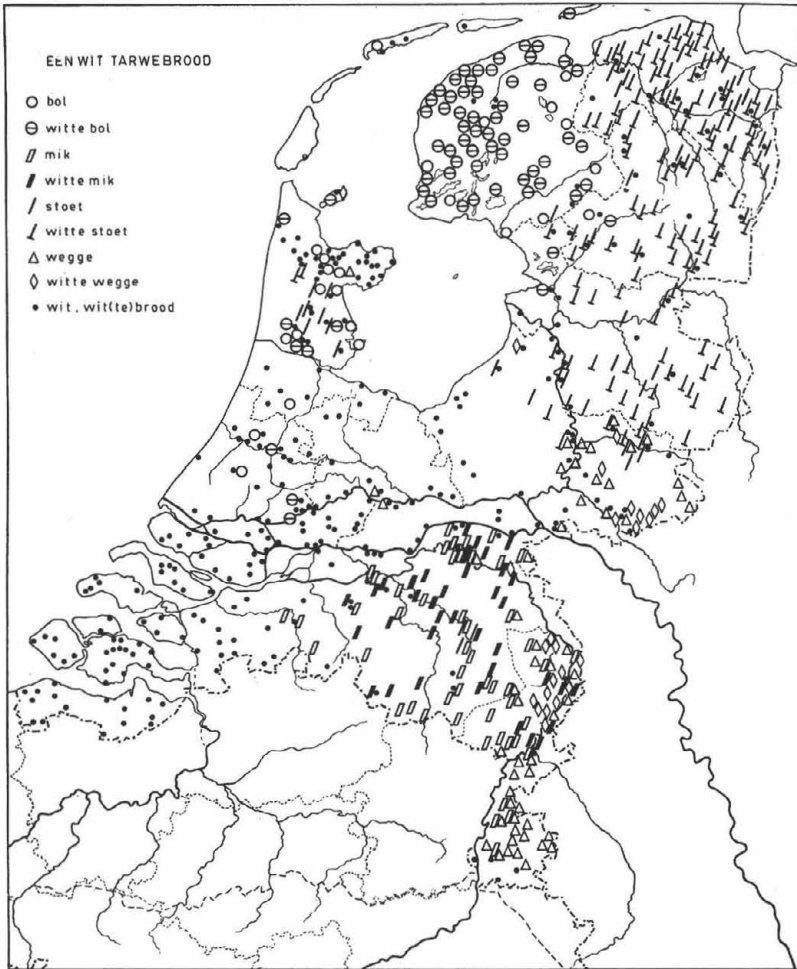 EEN WIT TARWEBROOD
bol
witte bol
mik
witte mik
stoet
witte stoet
wegge
witte wegge
wit, wit(te)brood